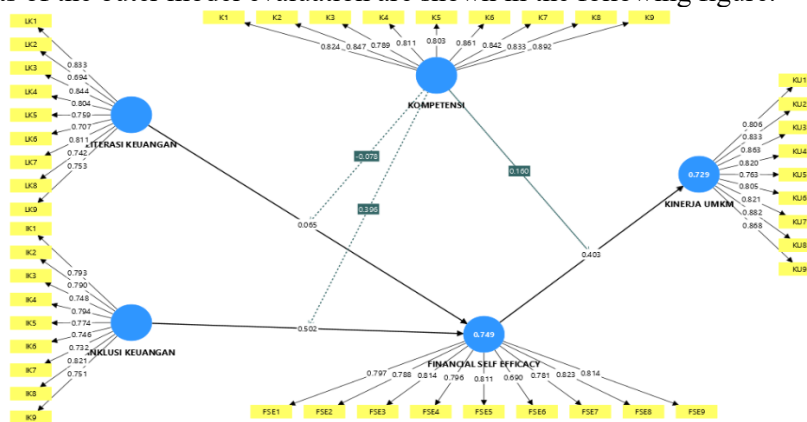 of the outer model evaluation are shown in the following figure.
K1 K2 K3 K4 K5 K6 K7 K8 K9
0.824 0.847 0.789 0.811 0.803 0.861 0.842 0.833 0.892
KOMPETENSI
LK1
LK2
LK3
LK4
LK5
LK6
LK7
LK8
LK9
0.833
0.694
0.844
0.804
0.759
0.707
0.811
0.742
0.753
LITERASI KEUANGAN
-0.078
0.396
0.160
0.065
0.403
0.502
KU1
KU2
KU3
KU4
KU5
KU6
KU7
KU8
KU9
0.806
0.833
0.863
0.820
0.763
0.805
0.821
0.882
0.868
0.729
KINERJA UMKM
IK1
IK2
IK3
IK4
IK5
IK6
IK7
IK8
IK9
0.793
0.790
0.748
0.794
0.774
0.746
0.732
0.821
0.751
INKLUSI KEUANGAN
0.749
FINANCIAL SELF EFFICACY
0.797 0.788 0.814 0.796 0.811 0.690 0.781 0.823 0.814
FSE1 FSE2 FSE3 FSE4 FSE5 FSE6 FSE7 FSE8 FSE9